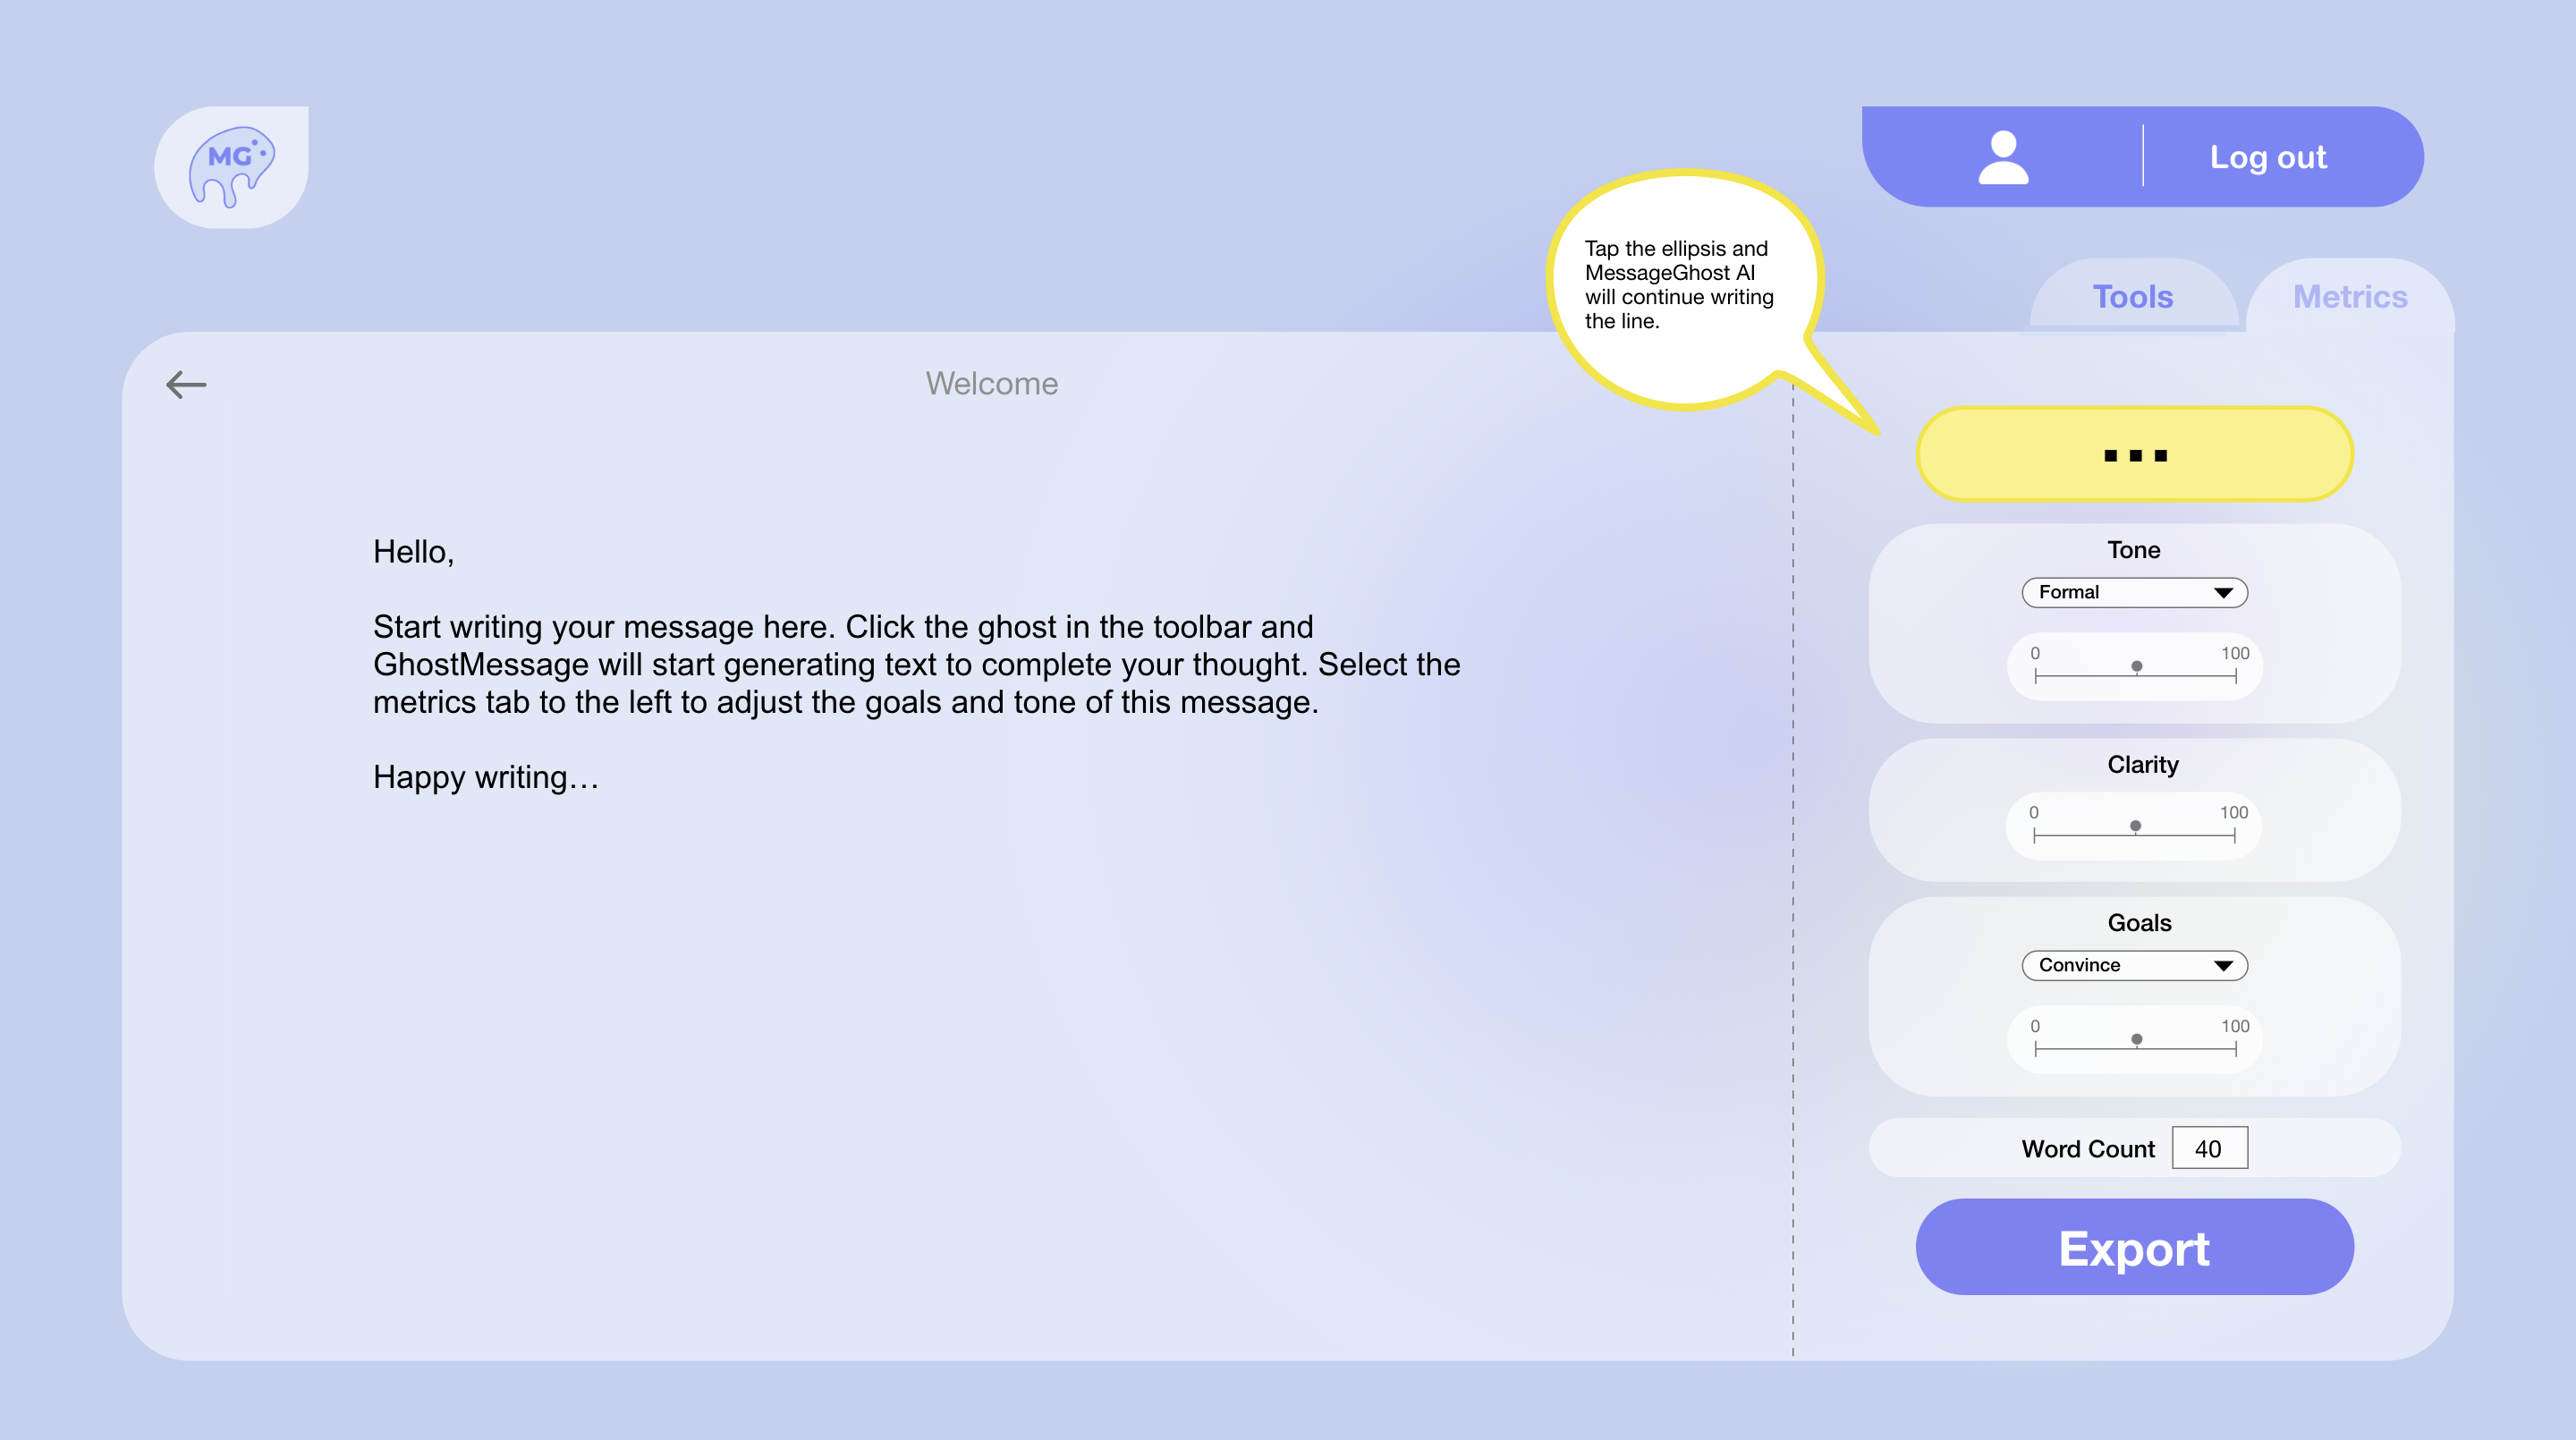 MG
Log out
Tap the ellipsis and
MessageGhost AI
will continue writing
the line.
Tools
Metrics
Welcome
...
Hello,
Start writing your message here. Click the ghost in the toolbar and
GhostMessage will start generating text to complete your thought. Select the
metrics tab to the left to adjust the goals and tone of this message.
Happy writing…
Tone
Formal
0 100
Clarity
0 100
Goals
Convince
0 100
Word Count 40
Export